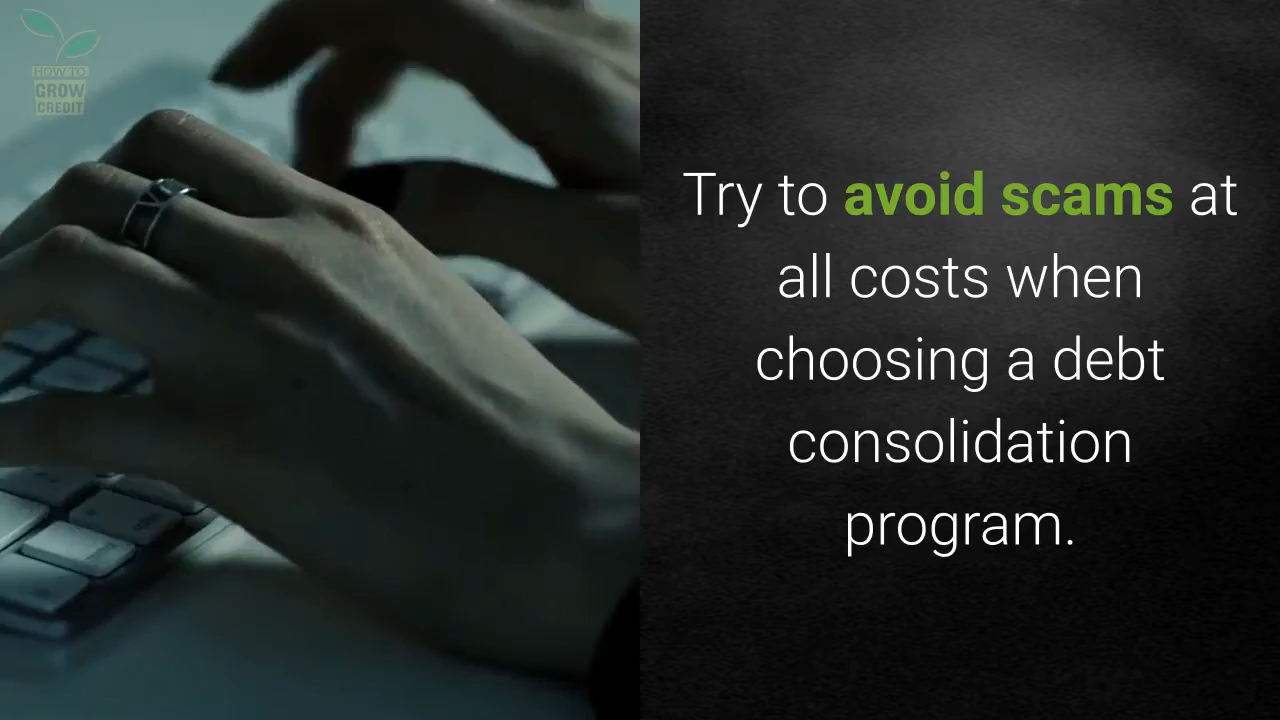 HOW TO
GROW
CREDIT
Try to avoid scams at
all costs when
choosing a debt
consolidation
program.